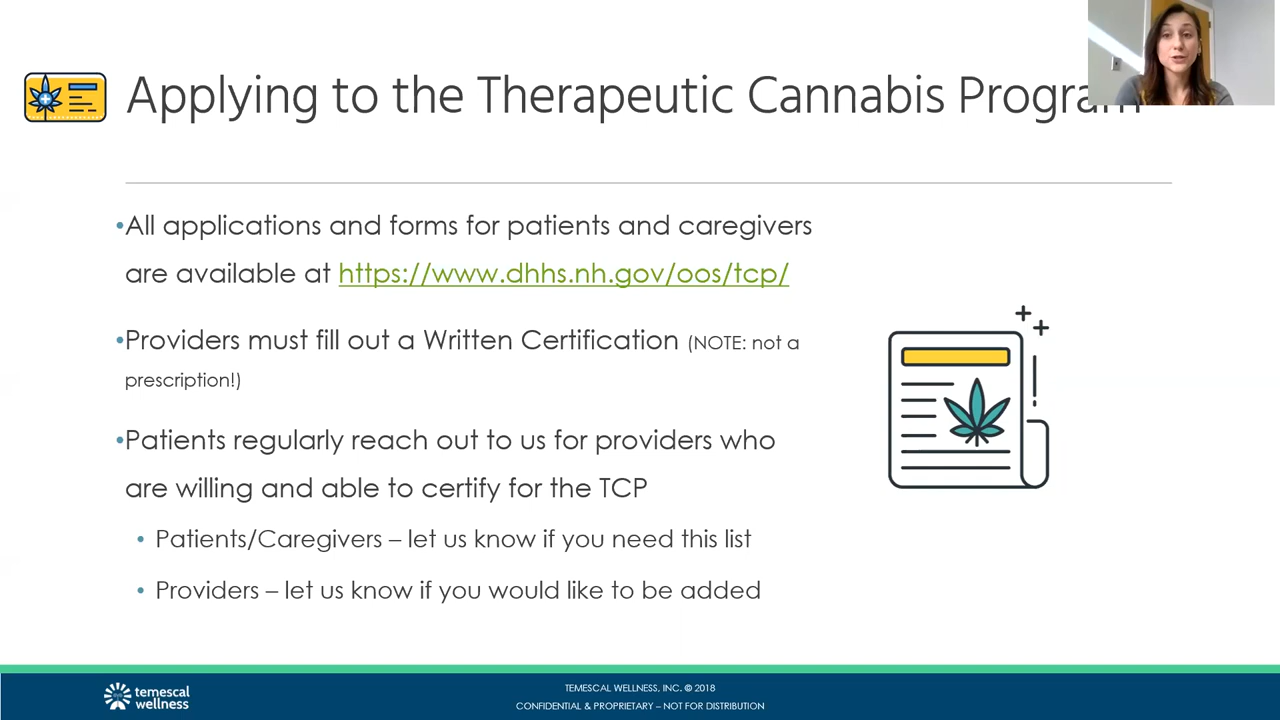 Applying to the Therapeutic Cannabis Program
•All applications and forms for patients and caregivers
are available at https://www.dhhs.nh.gov/oos/tcp/
•Providers must fill out a Written Certification (NOTE: not a
prescription!)
•Patients regularly reach out to us for providers who
are willing and able to certify for the TCP
• Patients/Caregivers – let us know if you need this list
• Providers – let us know if you would like to be added
temescal
wellness
TEMESCAL WELLNESS, INC. © 2018
CONFIDENTIAL & PROPRIETARY – NOT FOR DISTRIBUTION